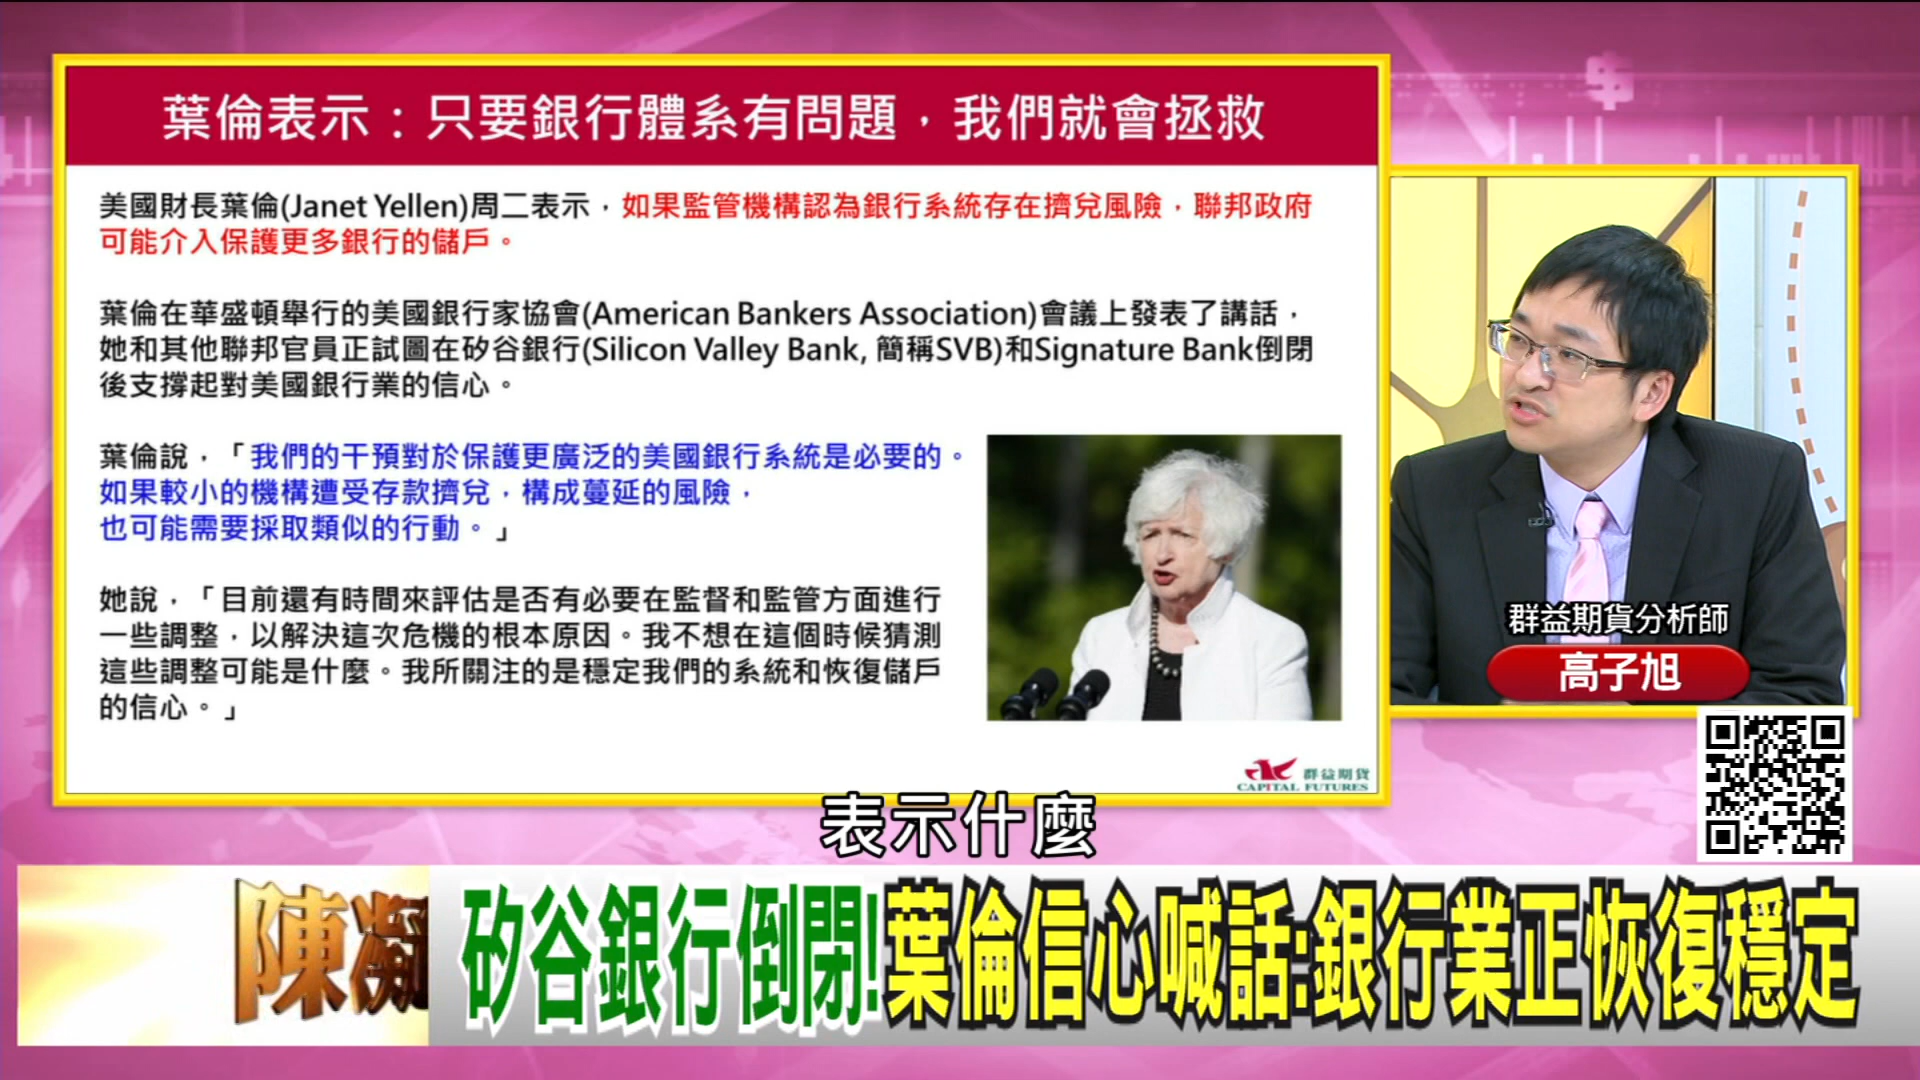 葉倫表示：只要銀行體系有問題，我們就會拯救
美國財長葉倫(Janet Yellen)周二表示，如果監管機構認為銀行系統存在擠兌風險，聯邦政府
可能介入保護更多銀行的儲戶。
葉倫在華盛頓舉行的美國銀行家協會(American Bankers Association)會議上發表了講話，
她和其他聯邦官員正試圖在矽谷銀行(Silicon Valley Bank, 簡稱SVB)和Signature Bank倒閉
後支撐起對美國銀行業的信心。
葉倫說，「我們的干預對於保護更廣泛的美國銀行系統是必要的。
如果較小的機構遭受存款擠兌，構成蔓延的風險，
也可能需要採取類似的行動。」
她說，「目前還有時間來評估是否有必要在監督和監管方面進行
一些調整，以解決這次危機的根本原因。我不想在這個時候猜測
這些調整可能是什麼。我所關注的是穩定我們的系統和恢復儲戶
的信心。」
群益期貨
CAPITAL FUTURES
群益期貨分析師
高子旭
表示什麼
陳凝
矽谷銀行倒閉!葉倫信心喊話:銀行業正恢復穩定